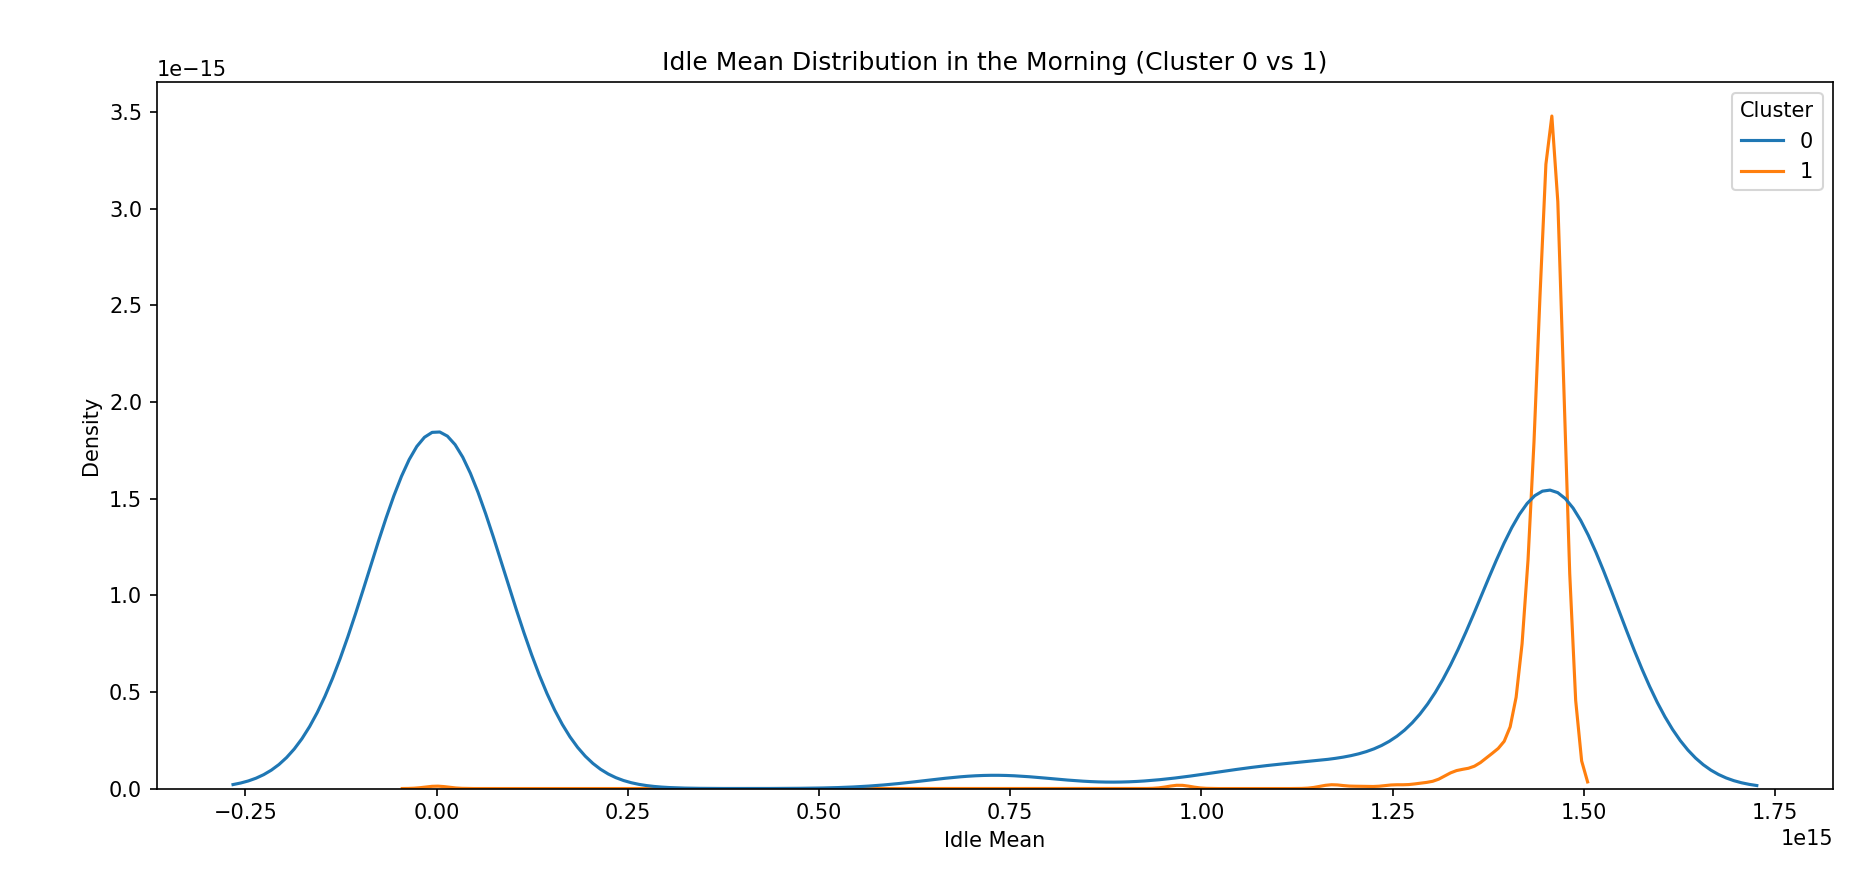 Idle Mean Distribution in the Morning (Cluster 0 vs 1)
1e−15
Cluster
0
1
3.5
3.0
2.5
2.0
1.5
1.0
0.5
0.0
Density
−0.25 0.00 0.25 0.50 0.75 1.00 1.25 1.50 1.75
1e15
Idle Mean